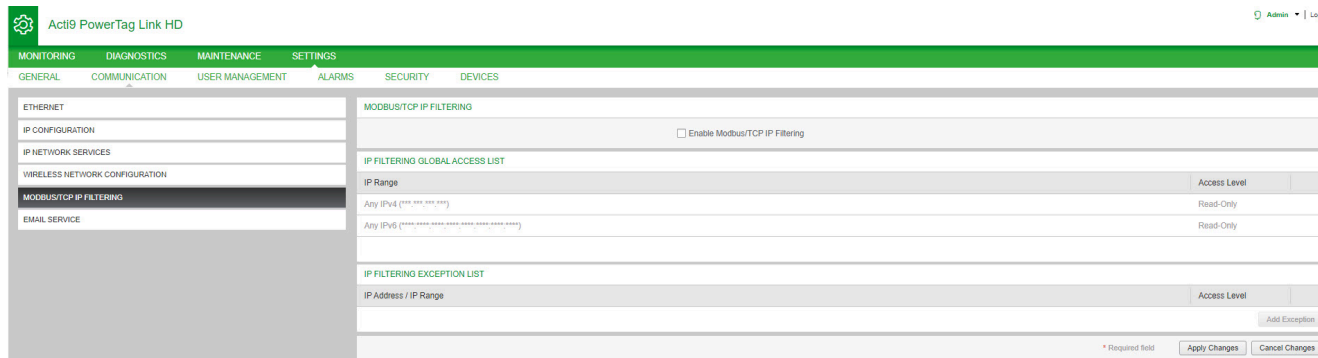 Acti9 PowerTag Link HD
Admin | Lo
MONITORING DIAGNOSTICS MAINTENANCE SETTINGS
GENERAL COMMUNICATION USER MANAGEMENT ALARMS SECURITY DEVICES
ETHERNET
IP CONFIGURATION
IP NETWORK SERVICES
WIRELESS NETWORK CONFIGURATION
MODBUS/TCP IP FILTERING
EMAIL SERVICE
MODBUS/TCP IP FILTERING
Enable Modbus/TCP IP Filtering
IP FILTERING GLOBAL ACCESS LIST
IP Range Access Level
Any IPv4 (***.***.***.***) Read-Only
Any IPv6 (****:****:****:****:****:****:****:****) Read-Only
IP FILTERING EXCEPTION LIST
IP Address / IP Range Access Level
Add Exception
* Required field Apply Changes Cancel Changes